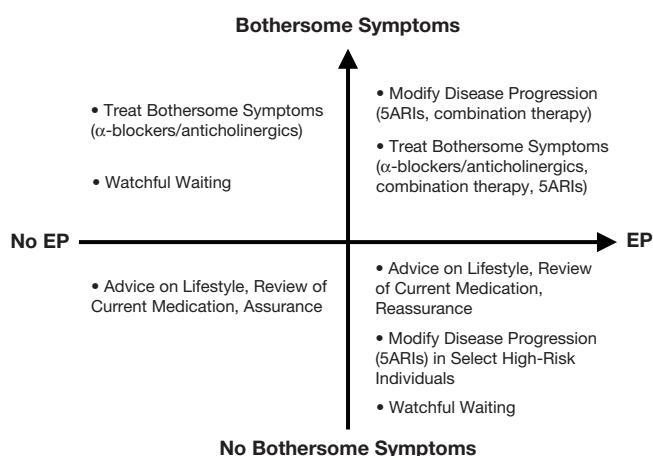 Bothersome Symptoms
• Treat Bothersome Symptoms
(α-blockers/anticholinergics)
• Watchful Waiting
• Modify Disease Progression
(5ARIs, combination therapy)
• Treat Bothersome Symptoms
(α-blockers/anticholinergics,
combination therapy, 5ARIs)
No EP
EP
• Advice on Lifestyle, Review of
Current Medication, Assurance
• Advice on Lifestyle, Review
of Current Medication,
Reassurance
• Modify Disease Progression
(5ARIs) in Select High-Risk
Individuals
• Watchful Waiting
No Bothersome Symptoms